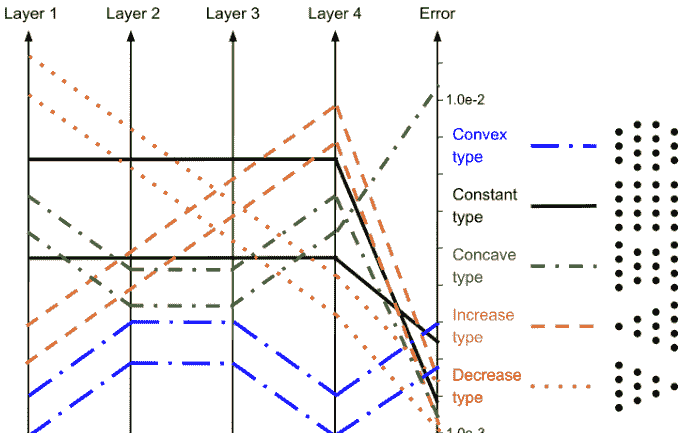 Layer 1 Layer 2 Layer 3 Layer 4 Error
1.0e-2
Convex
type
Constant
type
Concave
type
Increase
type
Decrease
type
1.0e-3